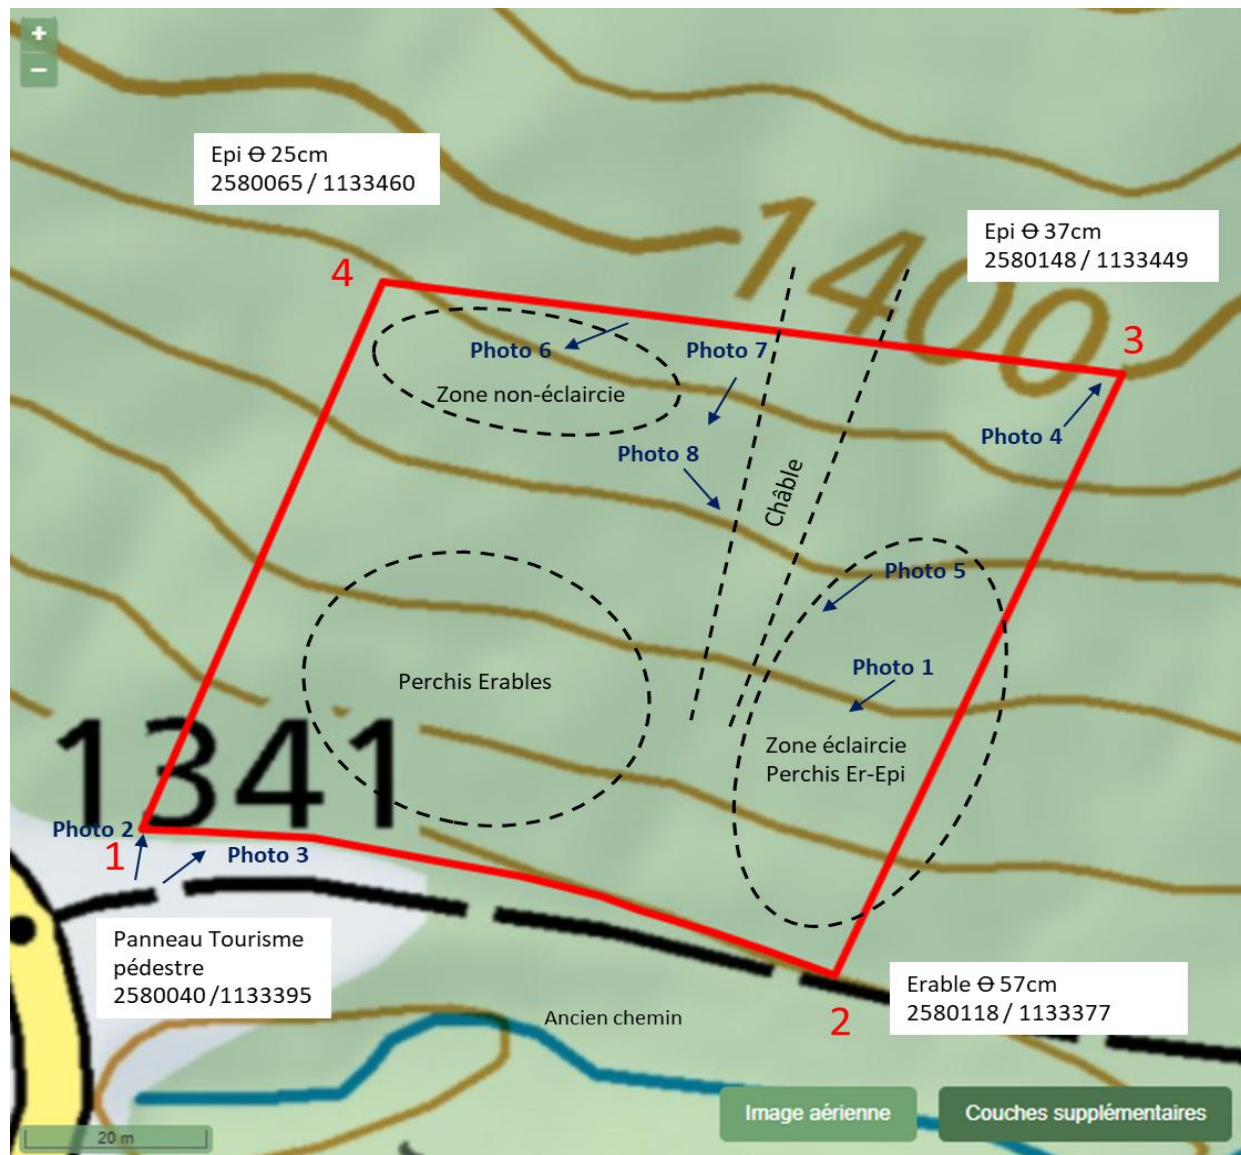 +
−
Epi Ꝋ 25cm
2580065 / 1133460
Epi Ꝋ 37cm
2580148 / 1133449
1400
4
3
Photo 6
Photo 7
Zone non-éclaircie
Photo 4
Photo 8
Châble
Photo 5
Perchis Erables
Photo 1
Zone éclaircie
Perchis Er-Epi
1341
Photo 2
1
Photo 3
Panneau Tourisme
pédestre
2580040 /1133395
Erable Ꝋ 57cm
2580118 / 1133377
2
Ancien chemin
Image aérienne
Couches supplémentaires
20 m